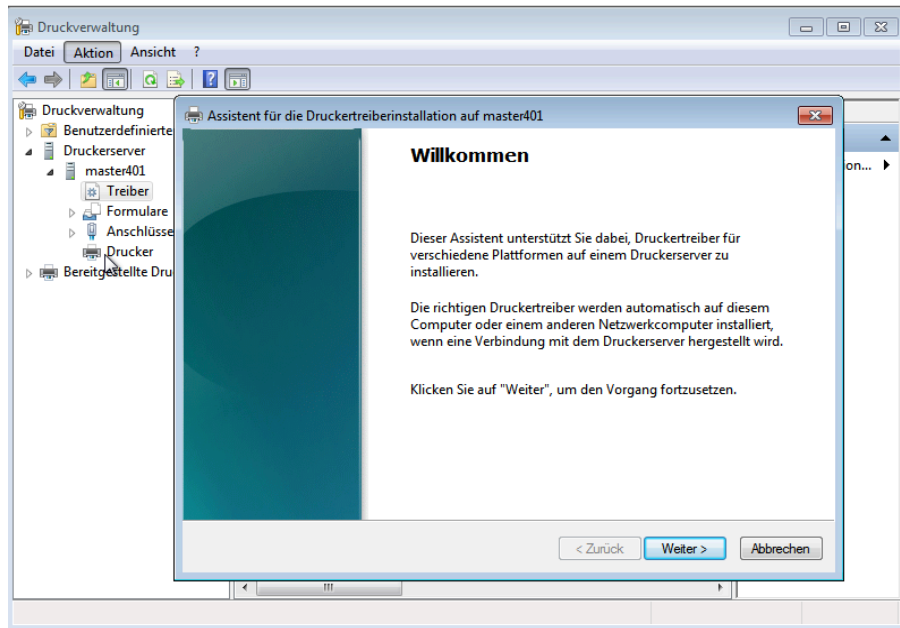 Druckverwaltung
Datei Aktion Ansicht ?
Druckverwaltung
Benutzerdefinierte
Druckerserver
master401
Treiber
Formulare
Anschlüsse
Drucker
Bereitgestellte Dru
Assistent für die Druckertreiberinstallation auf master401
Willkommen
Dieser Assistent unterstützt Sie dabei, Druckertreiber für
verschiedene Plattformen auf einem Druckerserver zu
installieren.
Die richtigen Druckertreiber werden automatisch auf diesem
Computer oder einem anderen Netzwerkcomputer installiert,
wenn eine Verbindung mit dem Druckerserver hergestellt wird.
Klicken Sie auf "Weiter", um den Vorgang fortzusetzen.
< Zurück Weiter > Abbrechen
on...